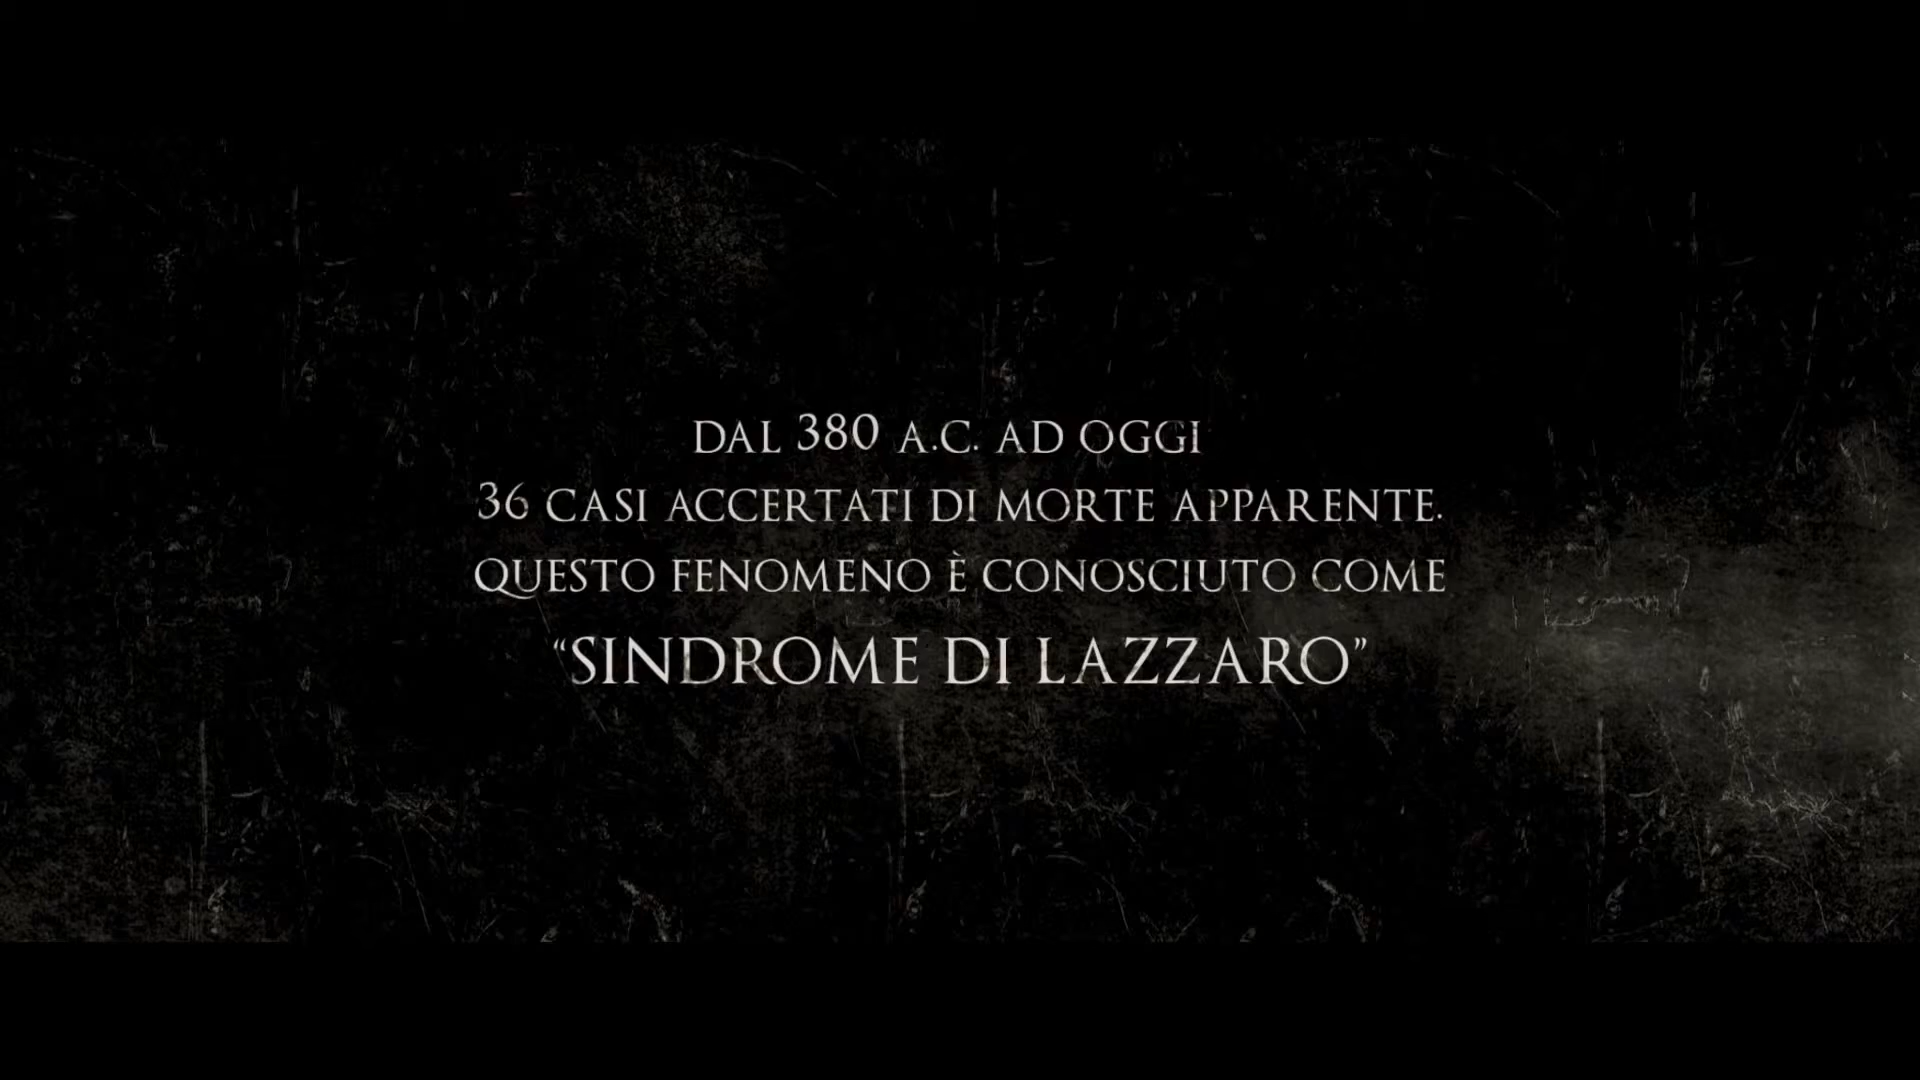 DAL 380 A.C. AD OGGI
36 CASI ACCERTATI DI MORTE APPARENTE.
QUESTO FENOMENO È CONOSCIUTO COME
“SINDROME DI LAZZARO”